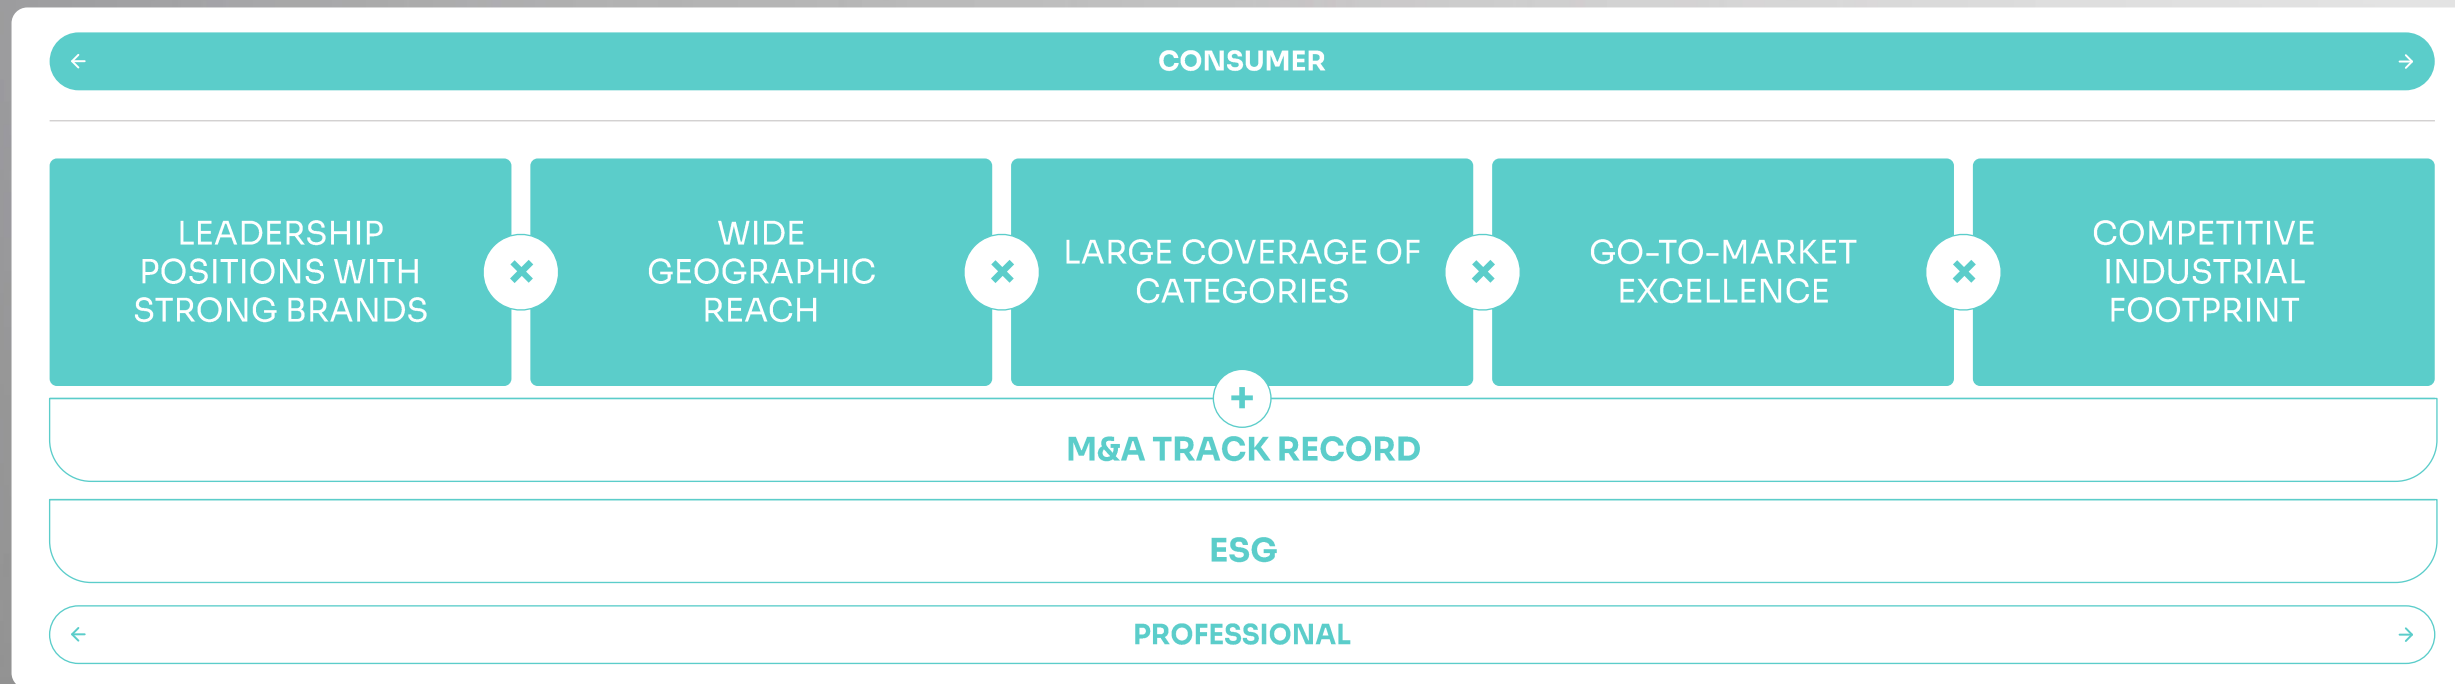 CONSUMER
LEADERSHIP
POSITIONS WITH
STRONG BRANDS
×
WIDE
GEOGRAPHIC
REACH
×
LARGE COVERAGE OF
CATEGORIES
×
GO-TO-MARKET
EXCELLENCE
×
COMPETITIVE
INDUSTRIAL
FOOTPRINT
+
M&A TRACK RECORD
ESG
PROFESSIONAL